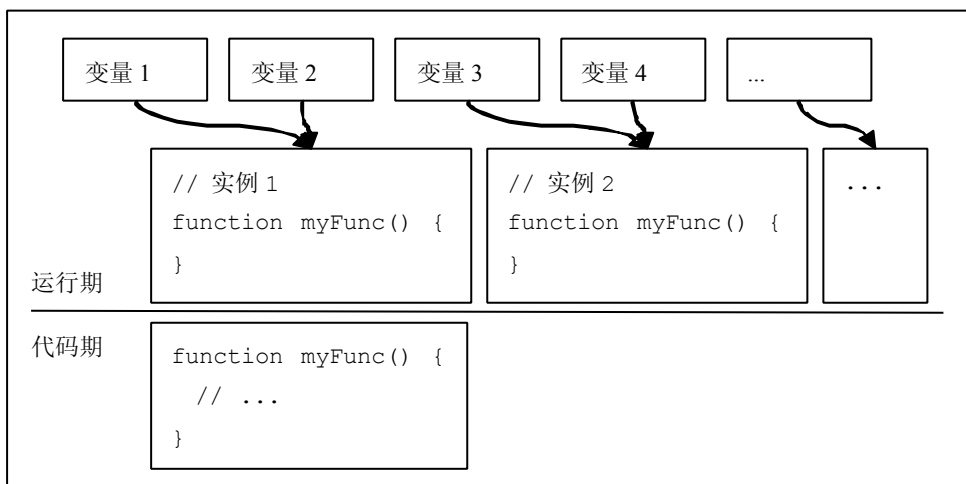 变量 1
变量 2
变量 3
变量 4
...
// 实例 1
function myFunc() {
}
// 实例 2
function myFunc() {
}
...
运行期
代码期
function myFunc() {
// ...
}